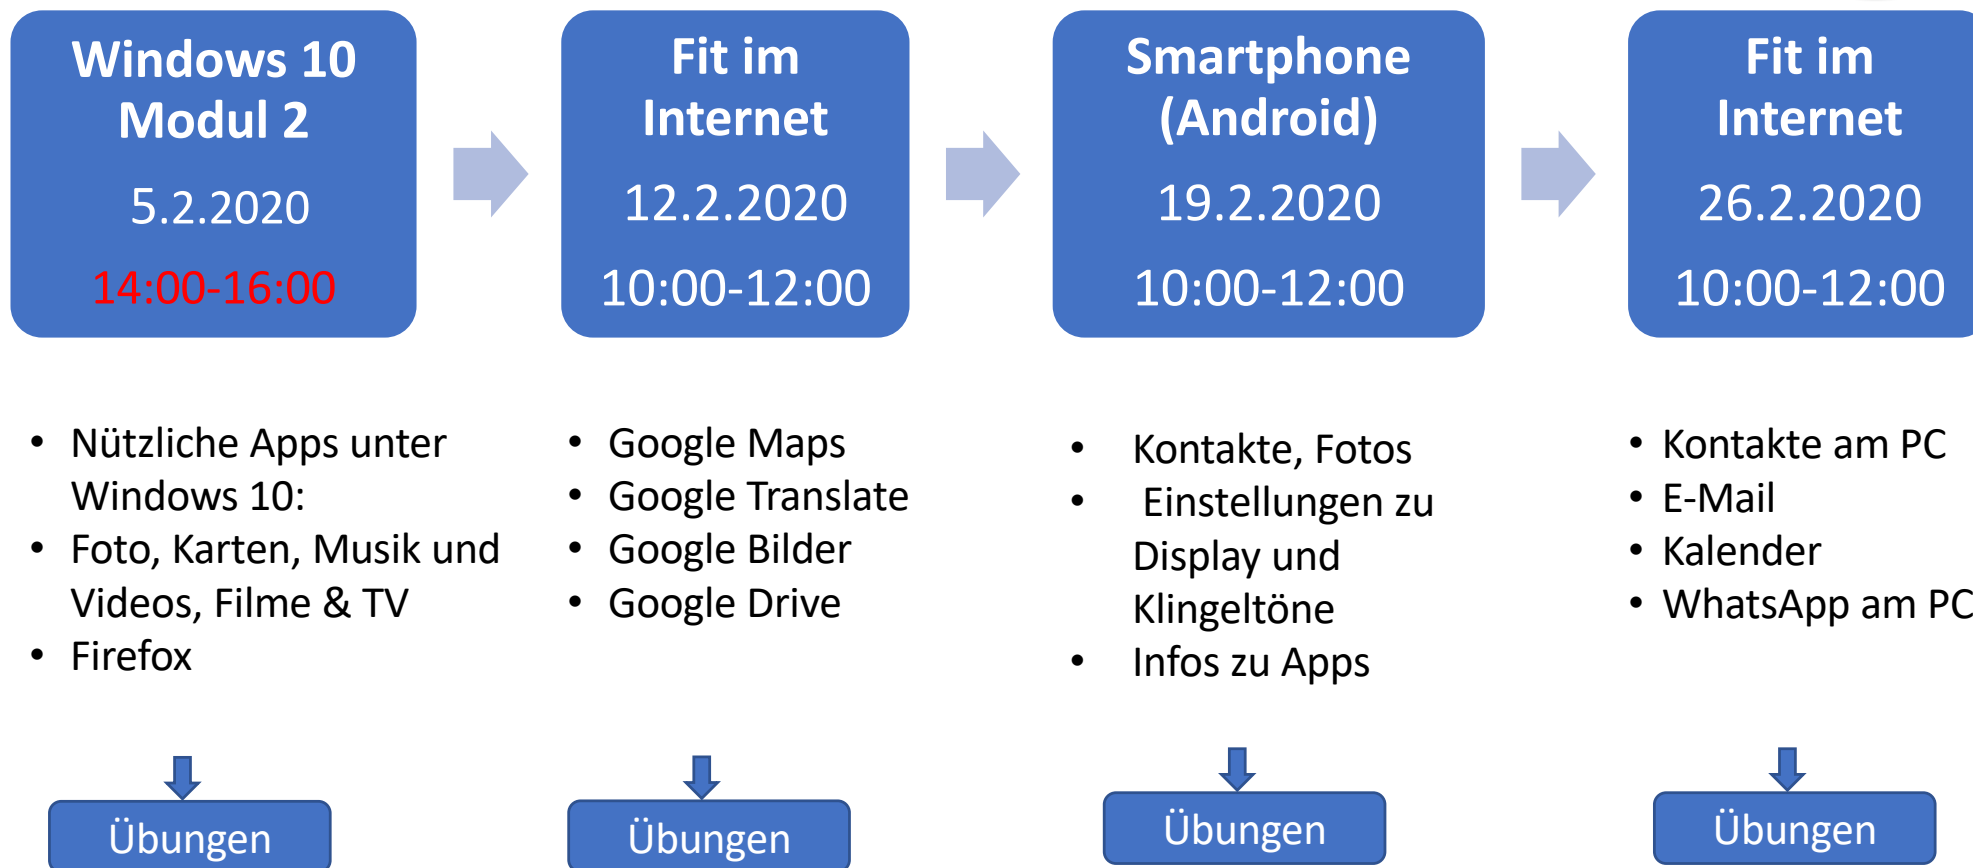 Windows 10
Modul 2
5.2.2020
14:00-16:00
Fit im
Internet
12.2.2020
10:00-12:00
Smartphone
(Android)
19.2.2020
10:00-12:00
Fit im
Internet
26.2.2020
10:00-12:00
• Nützliche Apps unter
Windows 10:
• Foto, Karten, Musik und
Videos, Filme & TV
• Firefox
• Google Maps
• Google Translate
• Google Bilder
• Google Drive
• Kontakte, Fotos
• Einstellungen zu
Display und
Klingeltöne
• Infos zu Apps
• Kontakte am PC
• E-Mail
• Kalender
• WhatsApp am PC
Übungen
Übungen
Übungen
Übungen